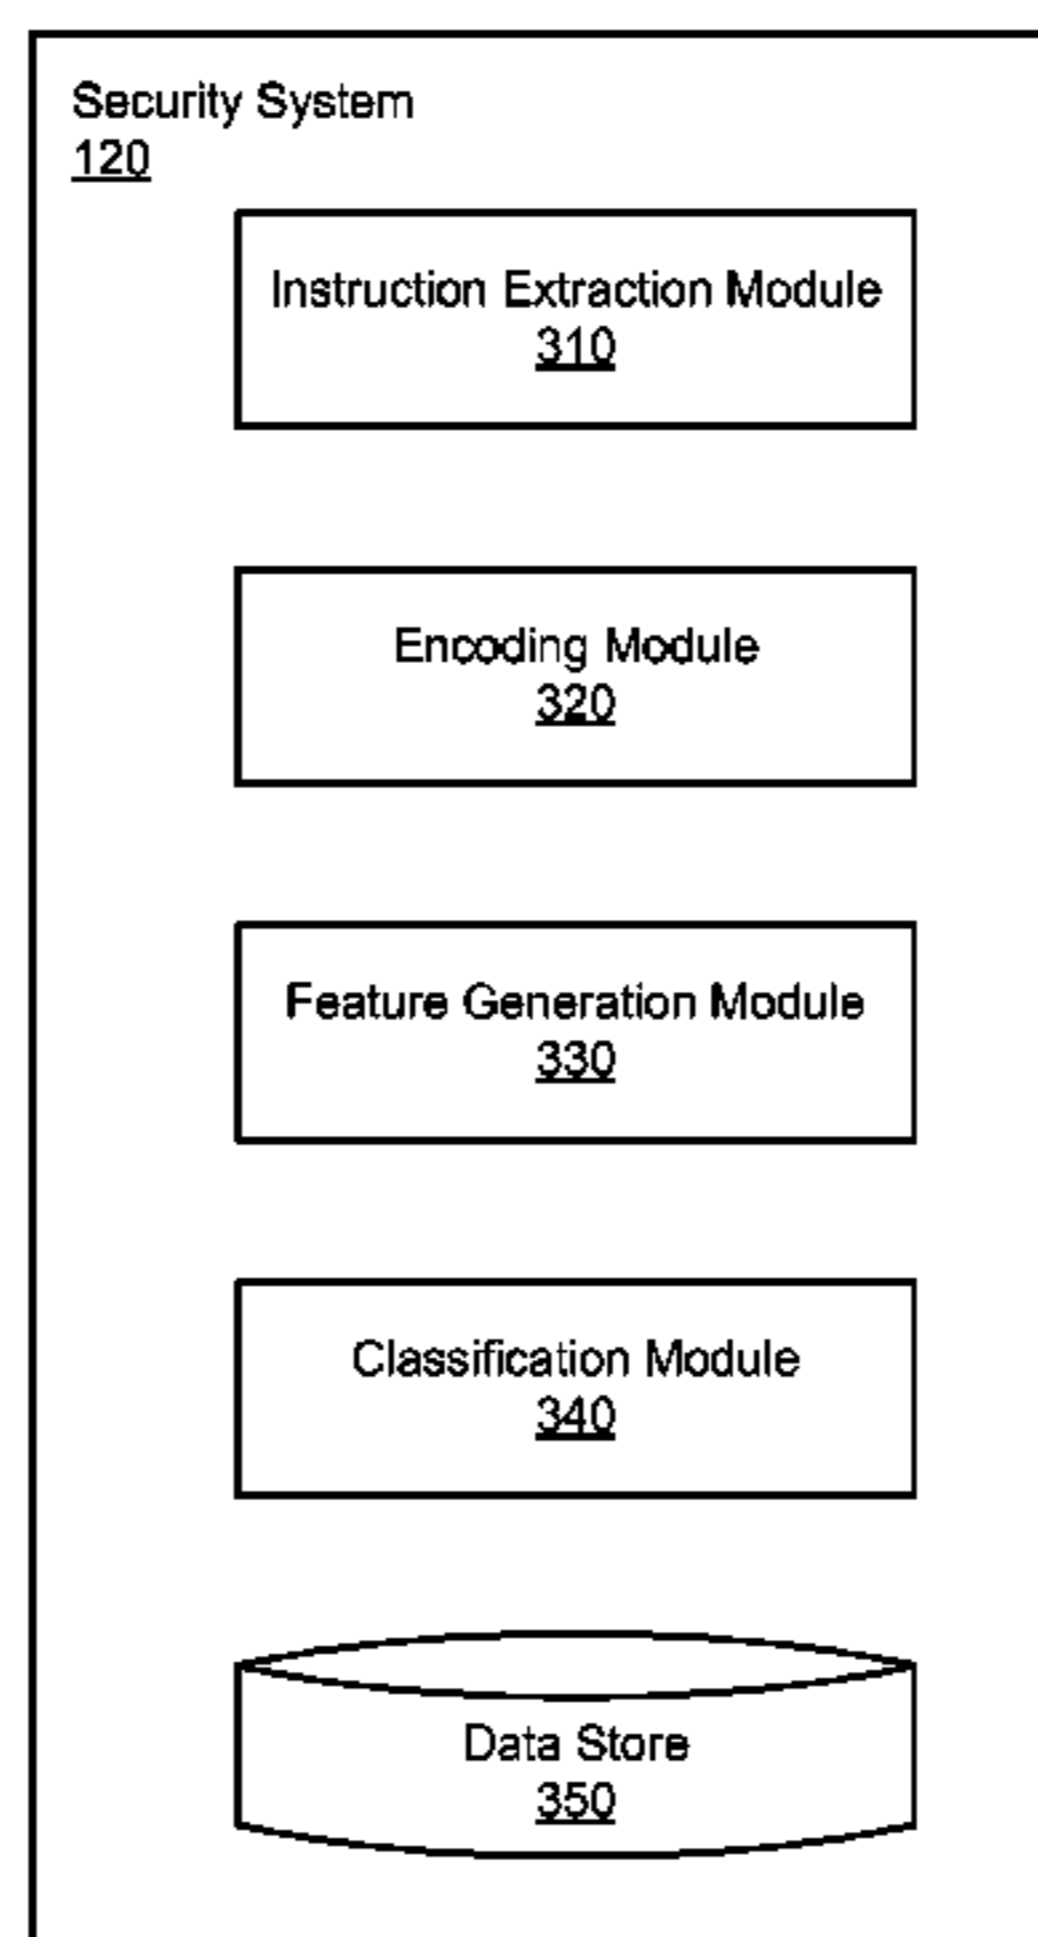 Security System
120
Instruction Extraction Module
310
Encoding Module
320
Feature Generation Module
330
Classification Module
340
Data Store
350